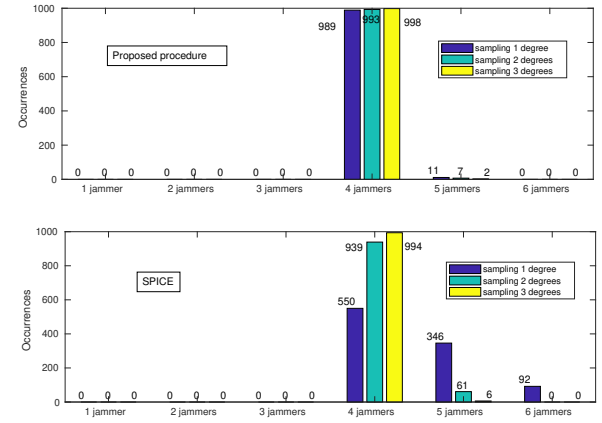 1000
800
600
400
200
0
Occurrences
Proposed procedure
989 993 998
sampling 1 degree
sampling 2 degrees
sampling 3 degrees
0 0 0 0 0 0 0 0 0 11 7 2 0 0 0
1 jammer 2 jammers 3 jammers 4 jammers 5 jammers 6 jammers
1000
800
600
400
200
0
Occurrences
SPICE
939 994
550
346
92
61
6
sampling 1 degree
sampling 2 degrees
sampling 3 degrees
0 0 0 0 0 0 0 0 0 0 0
1 jammer 2 jammers 3 jammers 4 jammers 5 jammers 6 jammers